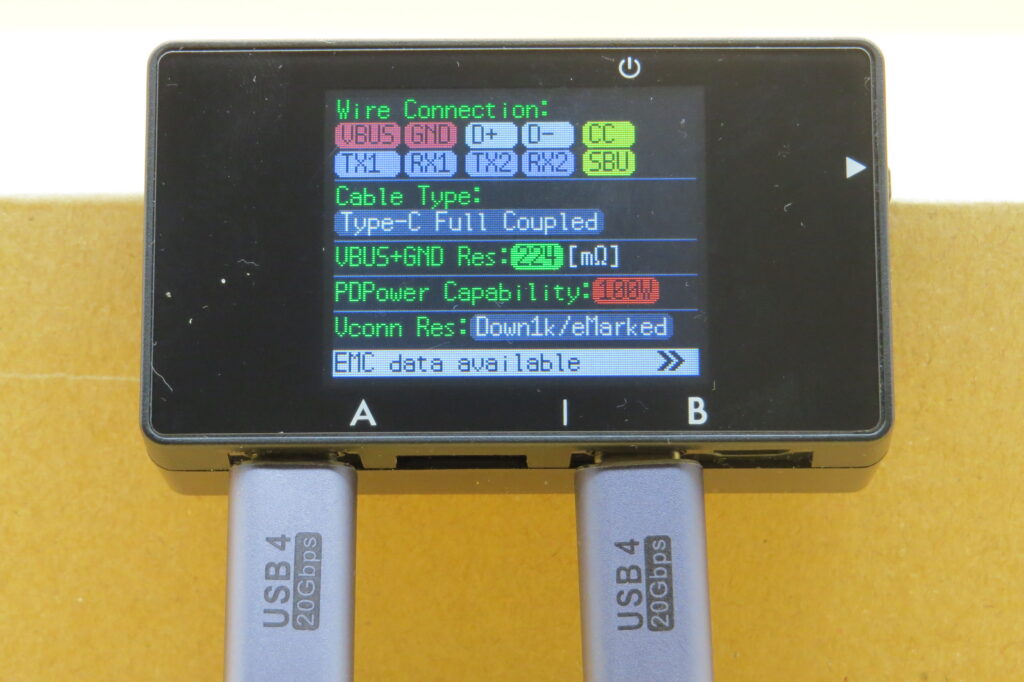 Wire Connection:
VBUS GND D+ D- CC
TX1 RX1 TX2 RX2 SBU
Cable Type:
Type-C Full Coupled
VBUS+GND Res:224[mΩ]
PDPower Capability:100W
Vconn Res:Down1k/eMarked
EMC data available »
A | B
USB 4
20Gbps
USB 4
20Gbps